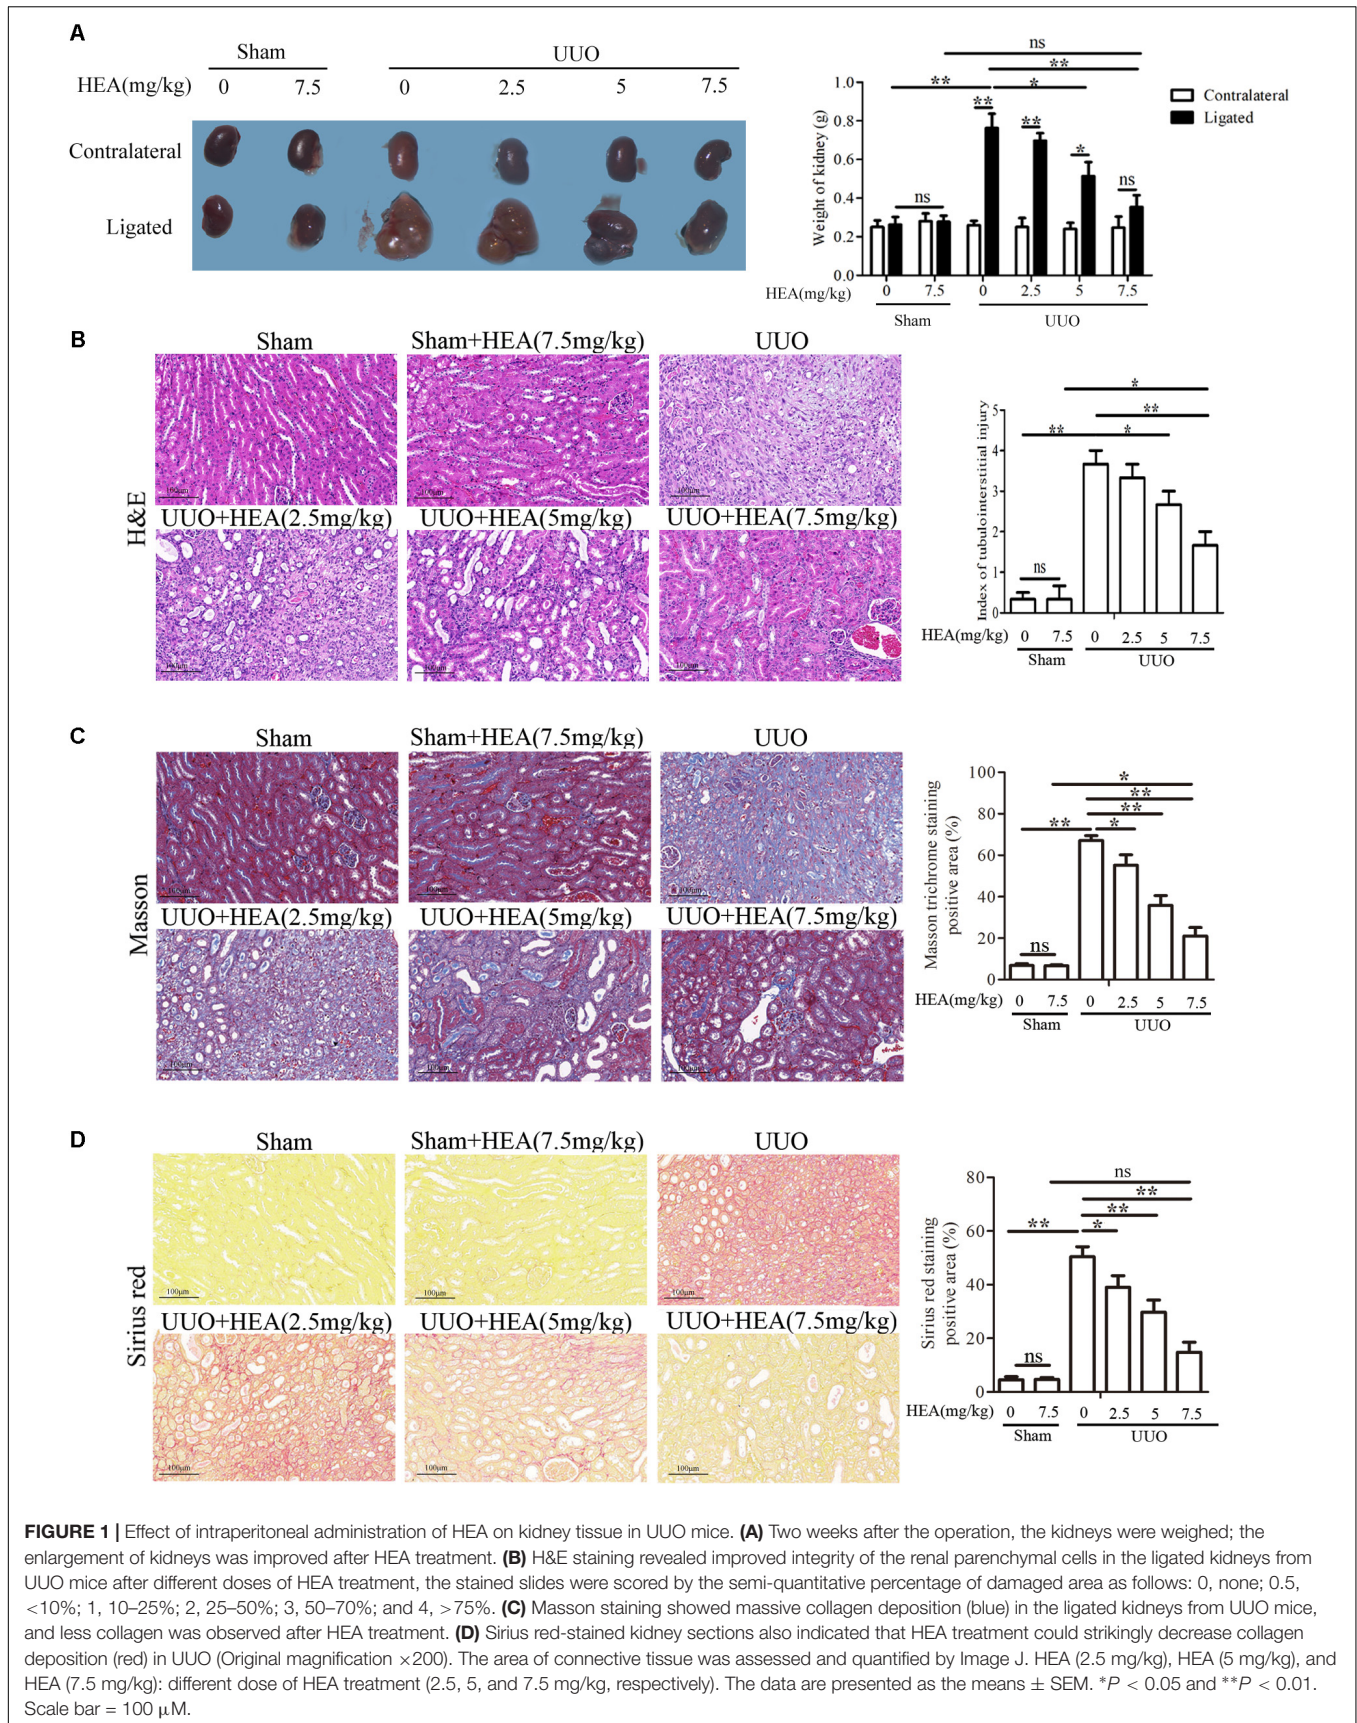 A
Sham
UUO
HEA(mg/kg) 0 7.5 0 2.5 5 7.5
Contralateral
Ligated
ns
**
** *
** ** * ns
ns
Contralateral
Ligated
Weight of kidney (g)
1.0
0.8
0.6
0.4
0.2
0.0
HEA(mg/kg) 0 7.5 0 2.5 5 7.5
Sham UUO
B
H&E
Sham Sham+HEA(7.5mg/kg) UUO
100μm 100μm 100μm
UUO+HEA(2.5mg/kg) UUO+HEA(5mg/kg) UUO+HEA(7.5mg/kg)
100μm 100μm 100μm
*
**
** *
ns
Index of tubulointerstitial injury
5
4
3
2
1
0
HEA(mg/kg) 0 7.5 0 2.5 5 7.5
Sham UUO
C
Masson
Sham Sham+HEA(7.5mg/kg) UUO
100μm 100μm 100μm
UUO+HEA(2.5mg/kg) UUO+HEA(5mg/kg) UUO+HEA(7.5mg/kg)
100μm 100μm 100μm
*
**
**
** *
ns
Masson trichrome staining
positive area (%)
100
80
60
40
20
0
HEA(mg/kg) 0 7.5 0 2.5 5 7.5
Sham UUO
D
Sirius red
Sham Sham+HEA(7.5mg/kg) UUO
100μm 100μm 100μm
UUO+HEA(2.5mg/kg) UUO+HEA(5mg/kg) UUO+HEA(7.5mg/kg)
100μm 100μm 100μm
ns
**
**
** *
ns
Sirius red staining
positive area (%)
80
60
40
20
0
HEA(mg/kg) 0 7.5 0 2.5 5 7.5
Sham UUO
FIGURE 1 | Effect of intraperitoneal administration of HEA on kidney tissue in UUO mice. (A) Two weeks after the operation, the kidneys were weighed; the
enlargement of kidneys was improved after HEA treatment. (B) H&E staining revealed improved integrity of the renal parenchymal cells in the ligated kidneys from
UUO mice after different doses of HEA treatment, the stained slides were scored by the semi-quantitative percentage of damaged area as follows: 0, none; 0.5,
<10%; 1, 10–25%; 2, 25–50%; 3, 50–70%; and 4, >75%. (C) Masson staining showed massive collagen deposition (blue) in the ligated kidneys from UUO mice,
and less collagen was observed after HEA treatment. (D) Sirius red-stained kidney sections also indicated that HEA treatment could strikingly decrease collagen
deposition (red) in UUO (Original magnification ×200). The area of connective tissue was assessed and quantified by Image J. HEA (2.5 mg/kg), HEA (5 mg/kg), and
HEA (7.5 mg/kg): different dose of HEA treatment (2.5, 5, and 7.5 mg/kg, respectively). The data are presented as the means ± SEM. *P < 0.05 and **P < 0.01.
Scale bar = 100 μM.